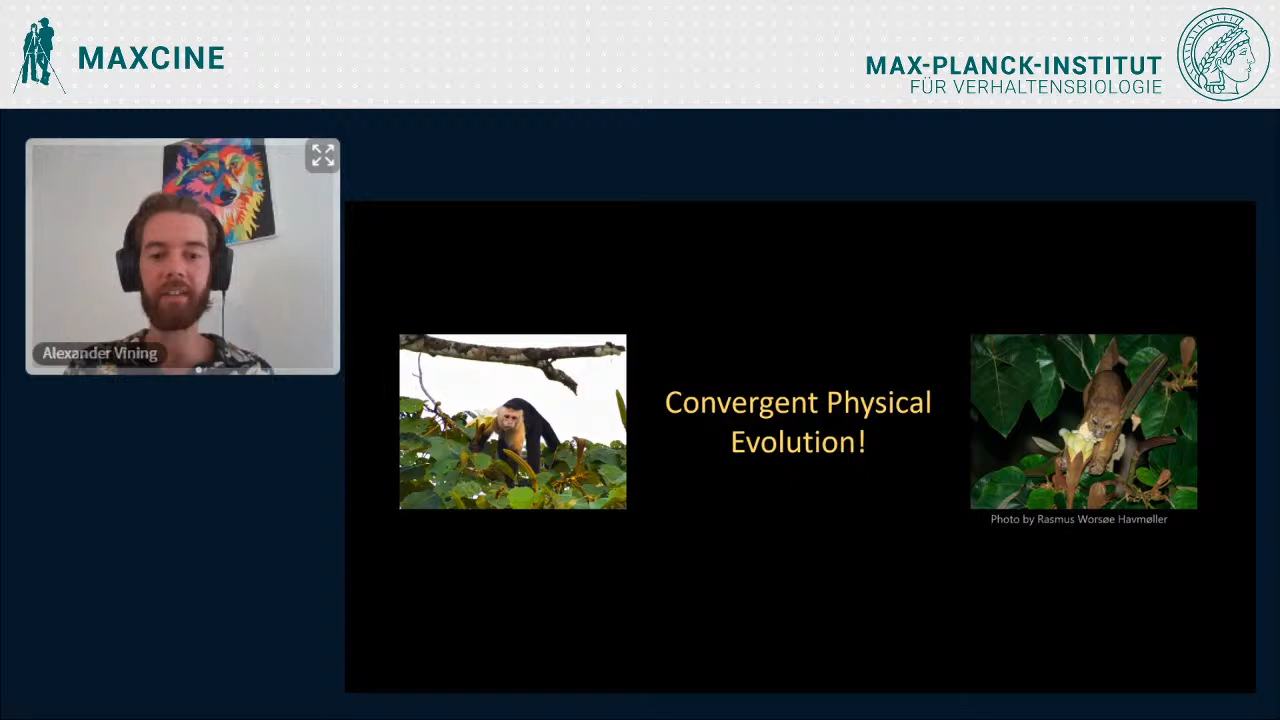 MAXCINE
MAX-PLANCK-INSTITUT
FÜR VERHALTENSBIOLOGIE
Alexander Vining
Convergent Physical
Evolution!
Photo by Rasmus Worsøe Havmøller